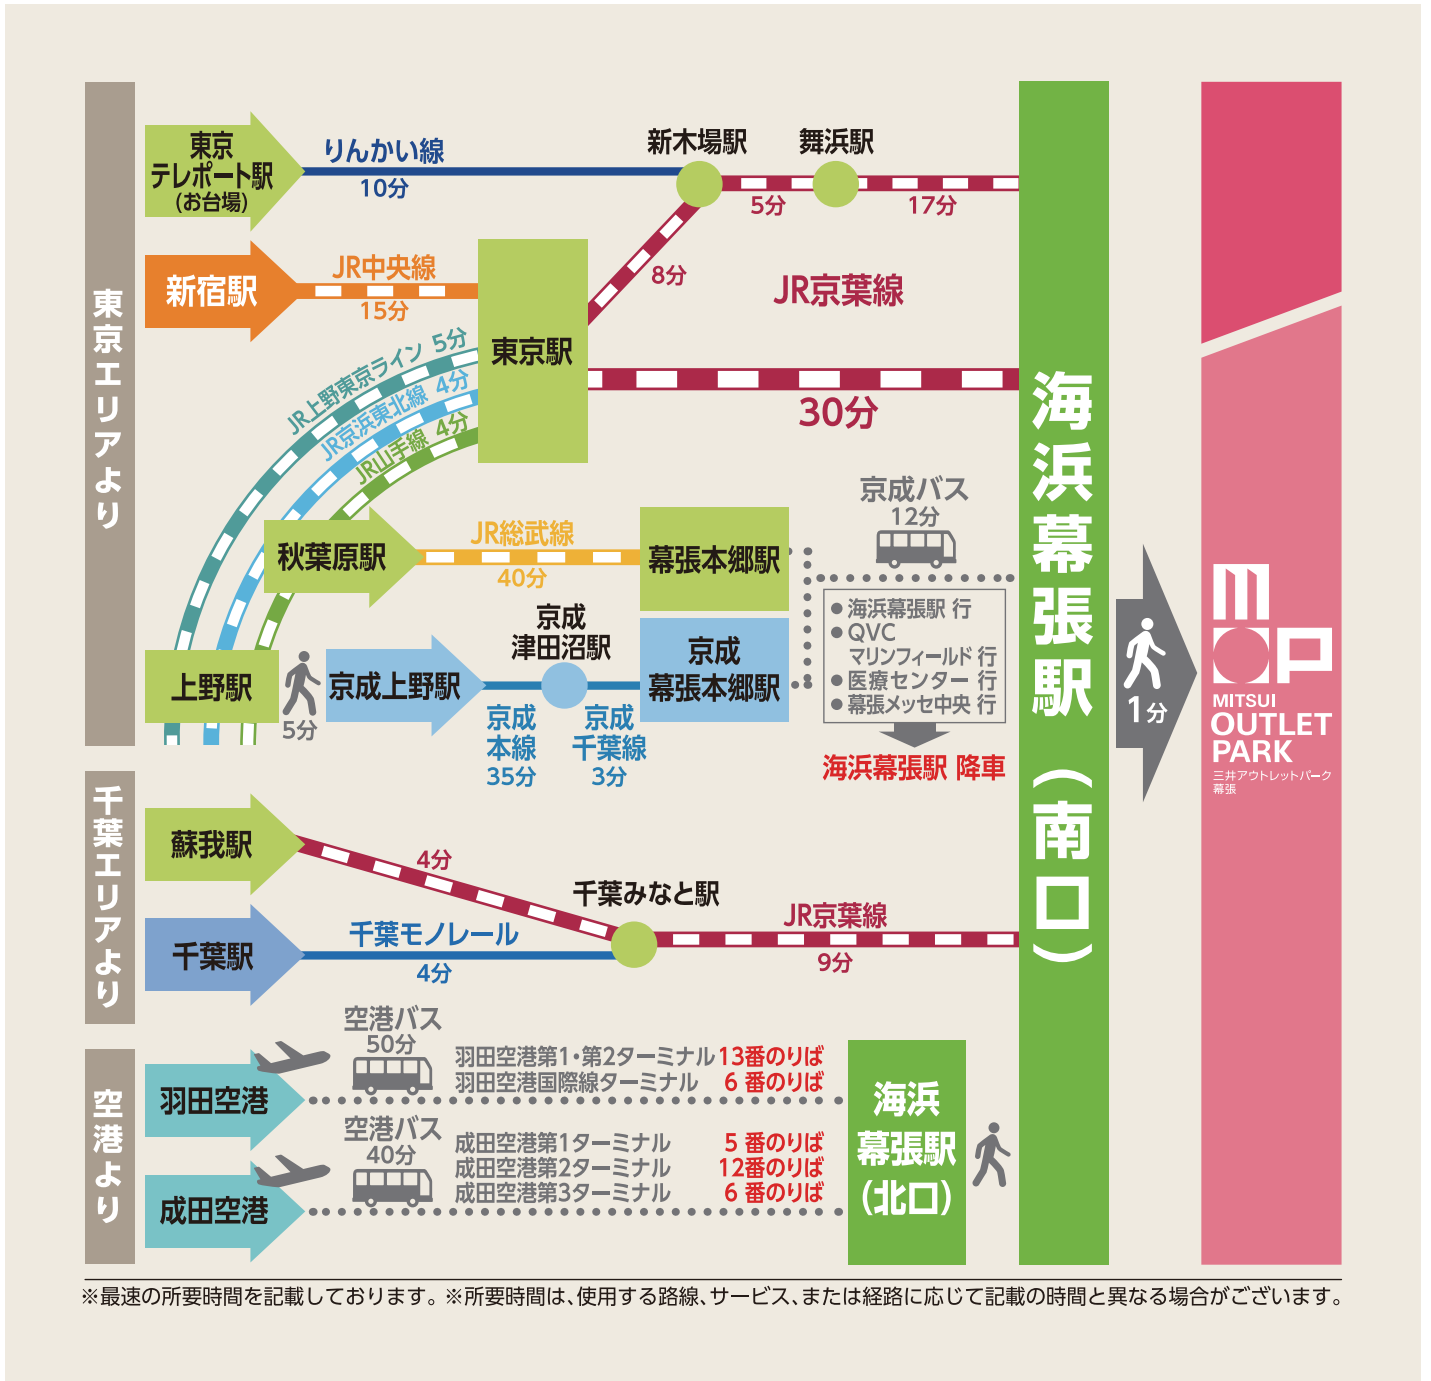 東京エリアより
東京
テレポート駅
(お台場)
りんかい線
10分
新木場駅
舞浜駅
5分
17分
新宿駅
JR中央線
15分
8分
JR京葉線
東京駅
30分
JR上野東京ライン 5分
JR京浜東北線 4分
JR山手線 4分
秋葉原駅
JR総武線
40分
幕張本郷駅
京成バス
12分
上野駅
5分
京成上野駅
京成
津田沼駅
京成
本線
35分
京成
千葉線
3分
京成
幕張本郷駅
●海浜幕張駅 行
●QVC
マリンフィールド 行
●医療センター 行
●幕張メッセ中央 行
海浜幕張駅 降車
千葉エリアより
蘇我駅
4分
千葉みなと駅
千葉駅
千葉モノレール
4分
JR京葉線
9分
空港より
羽田空港
空港バス
50分
羽田空港第1・第2ターミナル 13番のりば
羽田空港国際線ターミナル 6 番のりば
成田空港
空港バス
40分
成田空港第1ターミナル 5 番のりば
成田空港第2ターミナル 12番のりば
成田空港第3ターミナル 6 番のりば
海浜
幕張駅
(北口)
海浜幕張駅(南口)
1分
MOP
MITSUI
OUTLET
PARK
三井アウトレットパーク
幕張
※最速の所要時間を記載しております。※所要時間は、使用する路線、サービス、または経路に応じて記載の時間と異なる場合がございます。